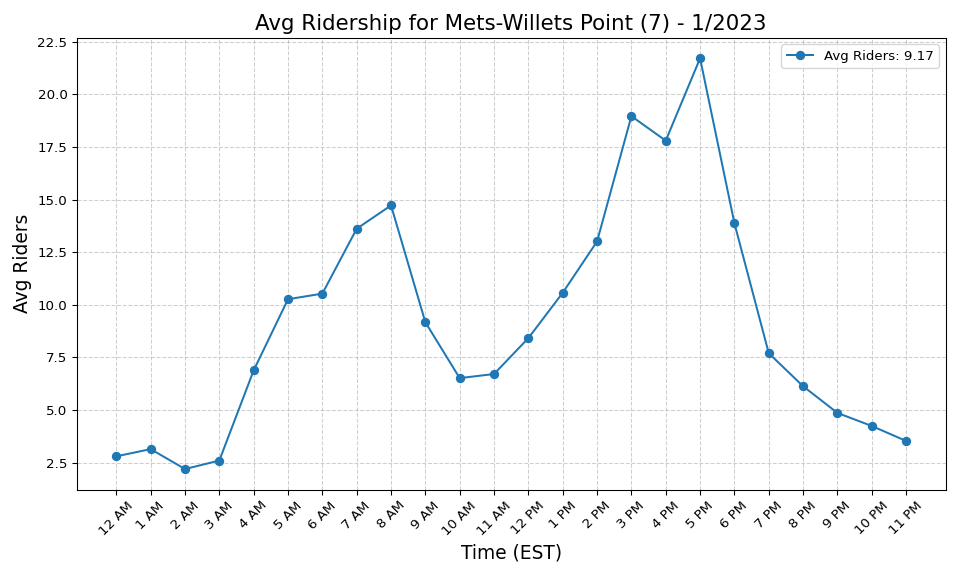 Avg Ridership for Mets-Willets Point (7) - 1/2023
Avg Riders: 9.17
22.5
20.0
17.5
15.0
12.5
10.0
7.5
5.0
2.5
Avg Riders
12 AM
1 AM
2 AM
3 AM
4 AM
5 AM
6 AM
7 AM
8 AM
9 AM
10 AM
11 AM
12 PM
1 PM
2 PM
3 PM
4 PM
5 PM
6 PM
7 PM
8 PM
9 PM
10 PM
11 PM
Time (EST)